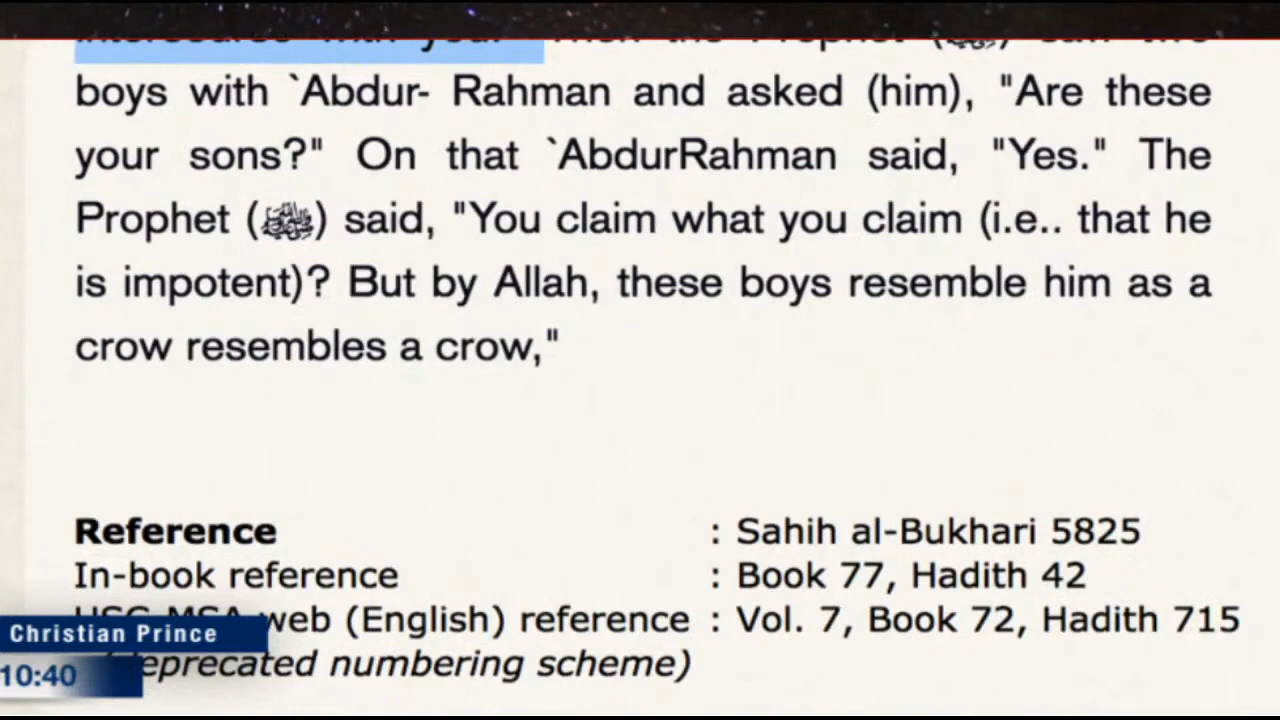 boys with `Abdur- Rahman and asked (him), "Are these
your sons?" On that `AbdurRahman said, "Yes." The
Prophet (ﷺ) said, "You claim what you claim (i.e.. that he
is impotent)? But by Allah, these boys resemble him as a
crow resembles a crow,"
Reference : Sahih al-Bukhari 5825
In-book reference : Book 77, Hadith 42
USC-MSA web (English) reference : Vol. 7, Book 72, Hadith 715
(deprecated numbering scheme)
Christian Prince
10:40